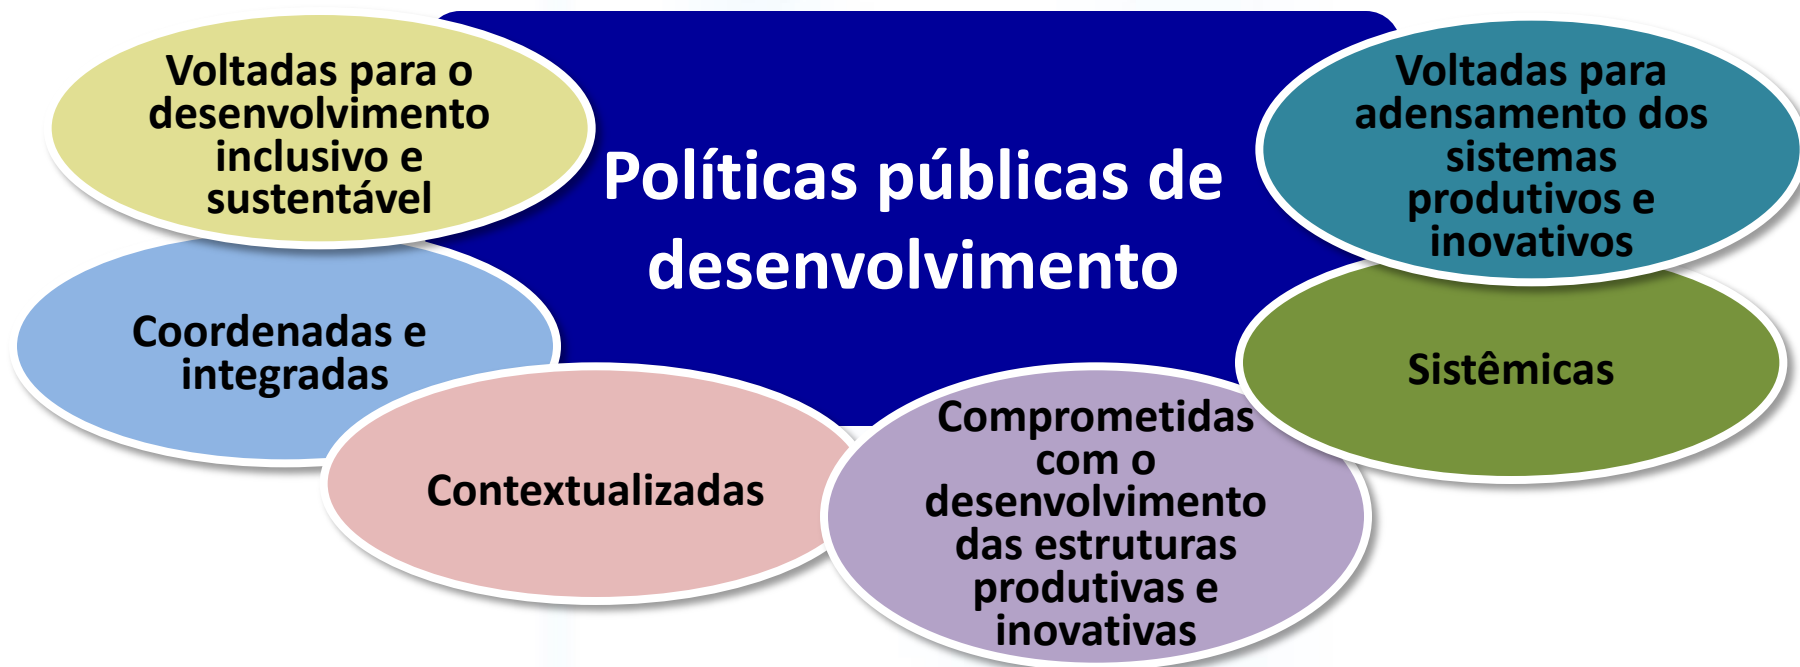 Políticas públicas de
desenvolvimento
Voltadas para o
desenvolvimento
inclusivo e
sustentável
Coordenadas e
integradas
Contextualizadas
Comprometidas
com o
desenvolvimento
das estruturas
produtivas e
inovativas
Sistêmicas
Voltadas para
adensamento dos
sistemas
produtivos e
inovativos